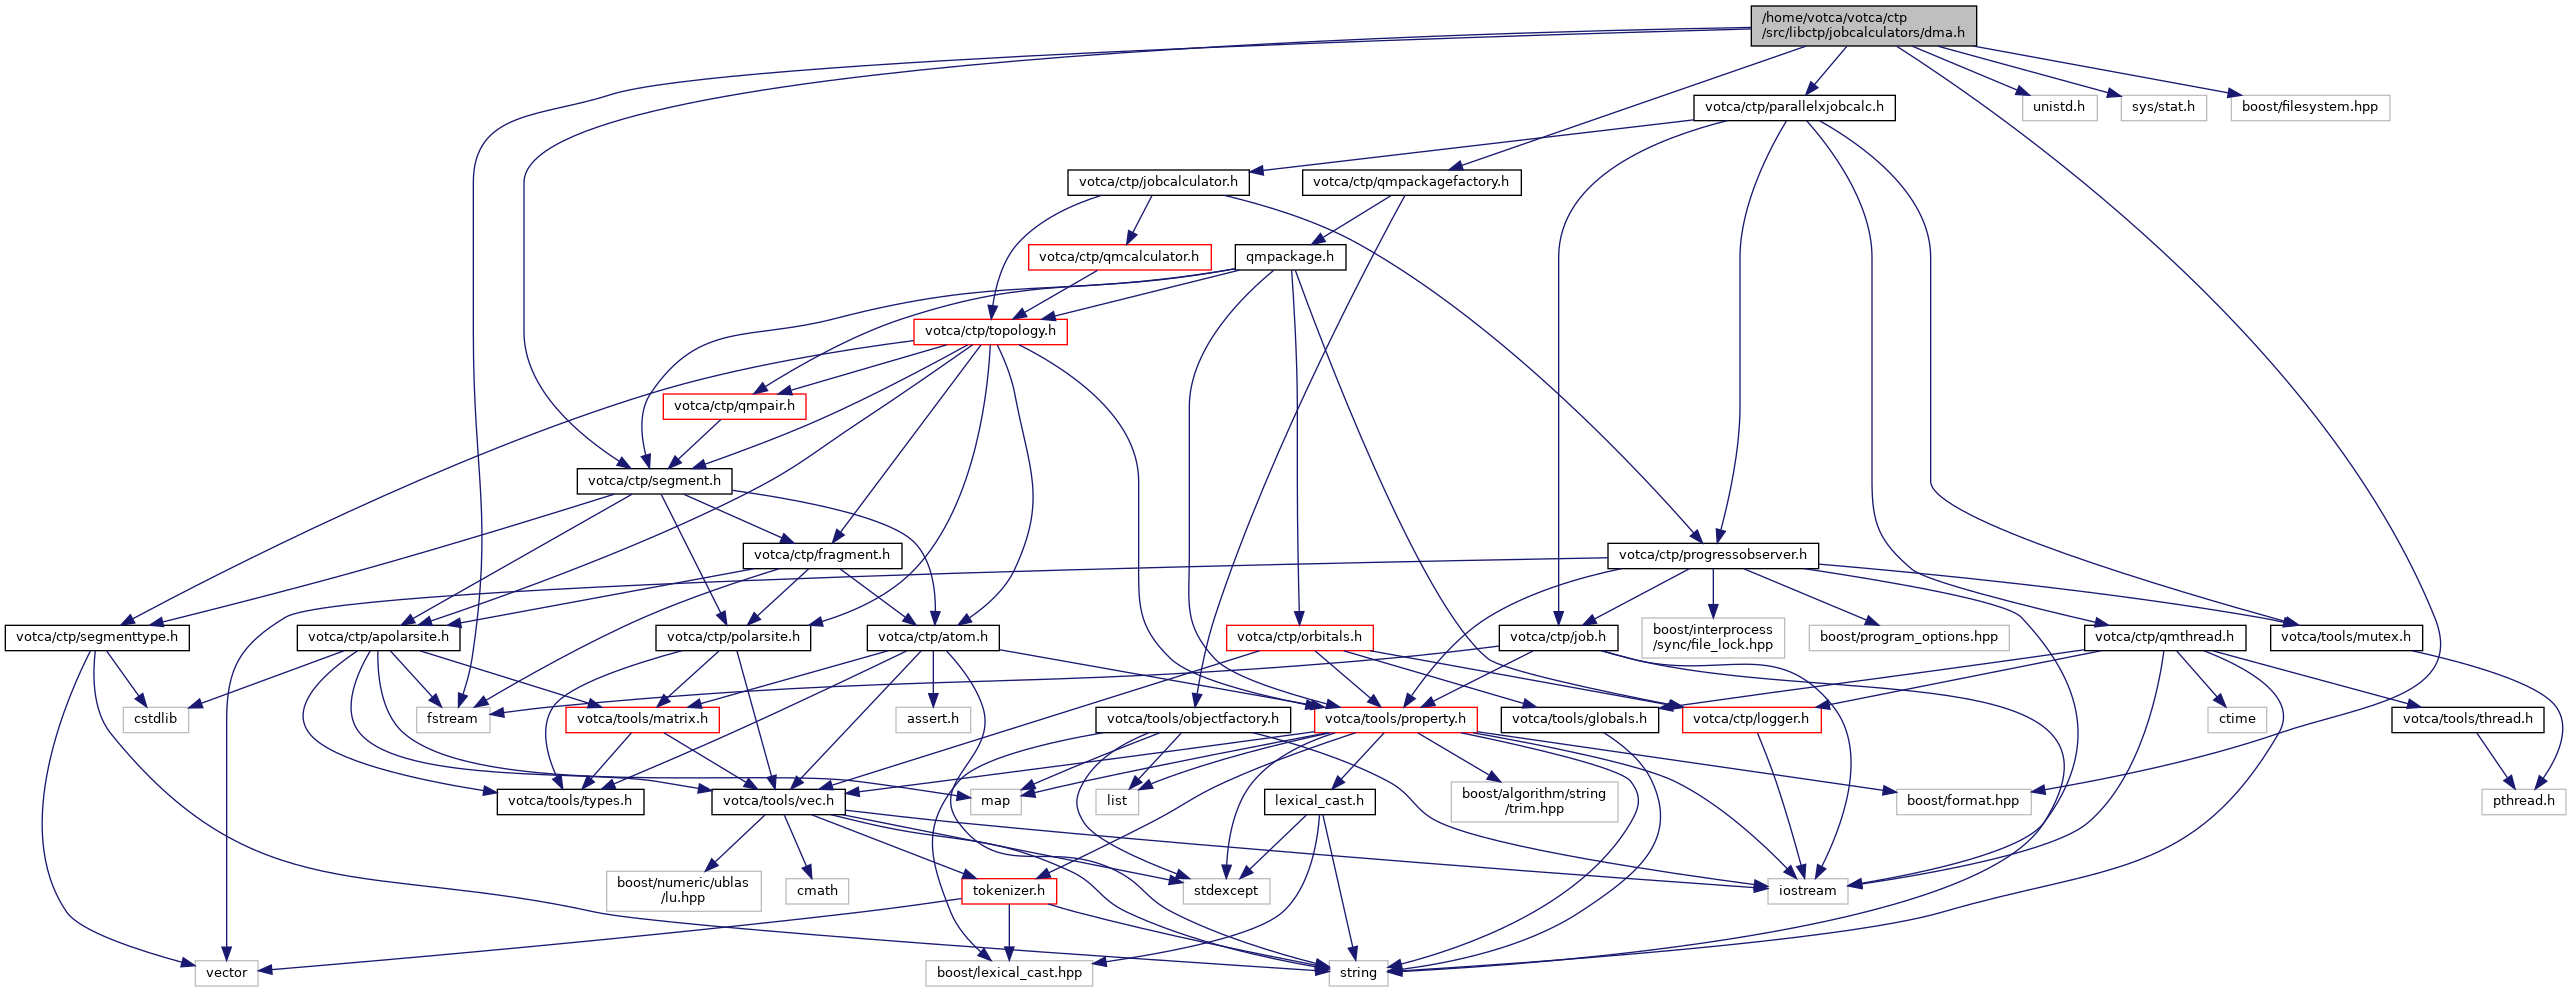 /home/votca/votca/ctp
/src/libctp/jobcalculators/dma.h
votca/ctp/parallelxjobcalc.h
unistd.h
sys/stat.h
boost/filesystem.hpp
votca/ctp/jobcalculator.h
votca/ctp/qmpackagefactory.h
votca/ctp/qmcalculator.h
qmpackage.h
votca/ctp/topology.h
votca/ctp/qmpair.h
votca/ctp/segment.h
votca/ctp/fragment.h
votca/ctp/progressobserver.h
votca/ctp/segmenttype.h
votca/ctp/apolarsite.h
votca/ctp/polarsite.h
votca/ctp/atom.h
votca/ctp/orbitals.h
votca/ctp/job.h
boost/interprocess
/sync/file_lock.hpp
boost/program_options.hpp
votca/ctp/qmthread.h
votca/tools/mutex.h
cstdlib
fstream
votca/tools/matrix.h
assert.h
votca/tools/objectfactory.h
votca/tools/property.h
votca/tools/globals.h
votca/ctp/logger.h
ctime
votca/tools/thread.h
votca/tools/types.h
votca/tools/vec.h
map
list
lexical_cast.h
boost/algorithm/string
/trim.hpp
boost/format.hpp
pthread.h
boost/numeric/ublas
/lu.hpp
cmath
tokenizer.h
stdexcept
iostream
vector
boost/lexical_cast.hpp
string